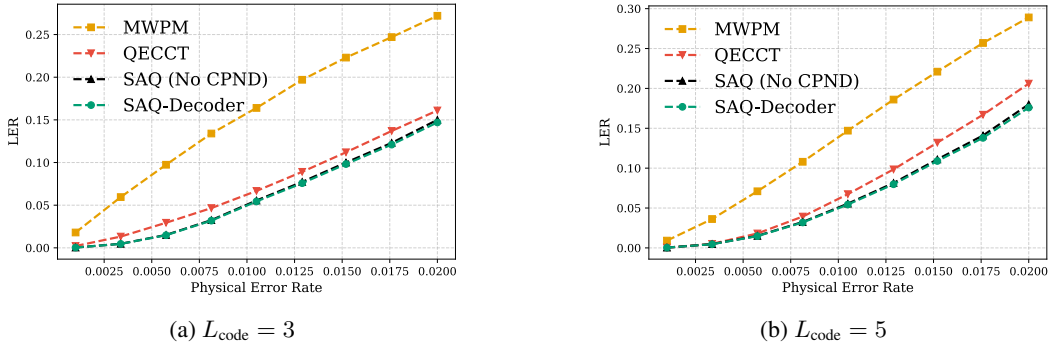 MWPM
QECCT
SAQ (No CPND)
SAQ-Decoder
LER
0.25
0.20
0.15
0.10
0.05
0.00
0.0025 0.0050 0.0075 0.0100 0.0125 0.0150 0.0175 0.0200
Physical Error Rate
(a) L_code = 3
MWPM
QECCT
SAQ (No CPND)
SAQ-Decoder
LER
0.30
0.25
0.20
0.15
0.10
0.05
0.00
0.0025 0.0050 0.0075 0.0100 0.0125 0.0150 0.0175 0.0200
Physical Error Rate
(b) L_code = 5